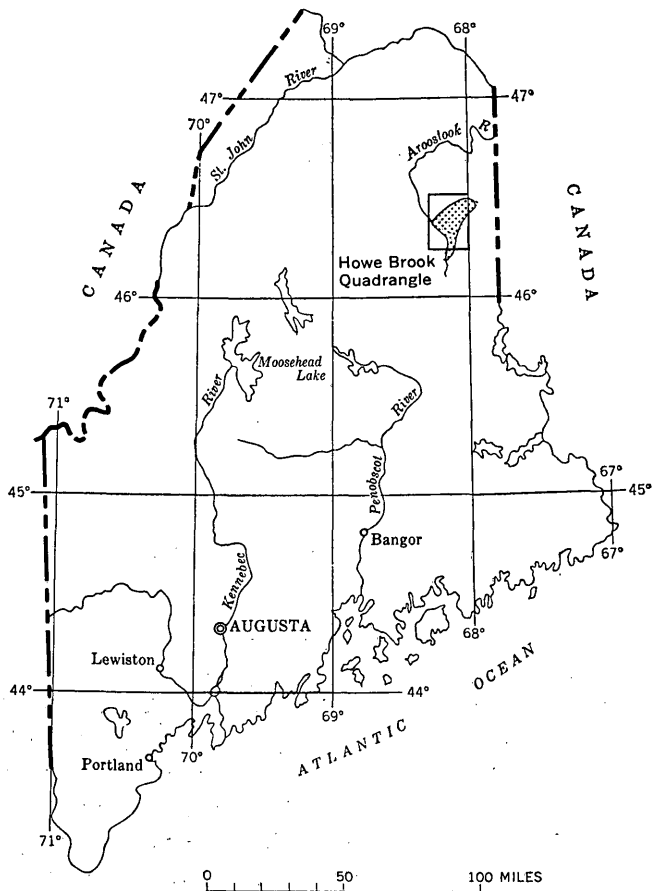 69°
68°
47°
River
47°
70°
St. John
Aroostook R
CANADA
CANADA
Howe Brook
Quadrangle
46°
46°
Moosehead
Lake
River
River
71°
67°
45°
45°
Penobscot
67°
Bangor
Kennebec
AUGUSTA
68°
Lewiston
OCEAN
44°
44°
69°
ATLANTIC
70°
Portland
71°
0 50 100 MILES